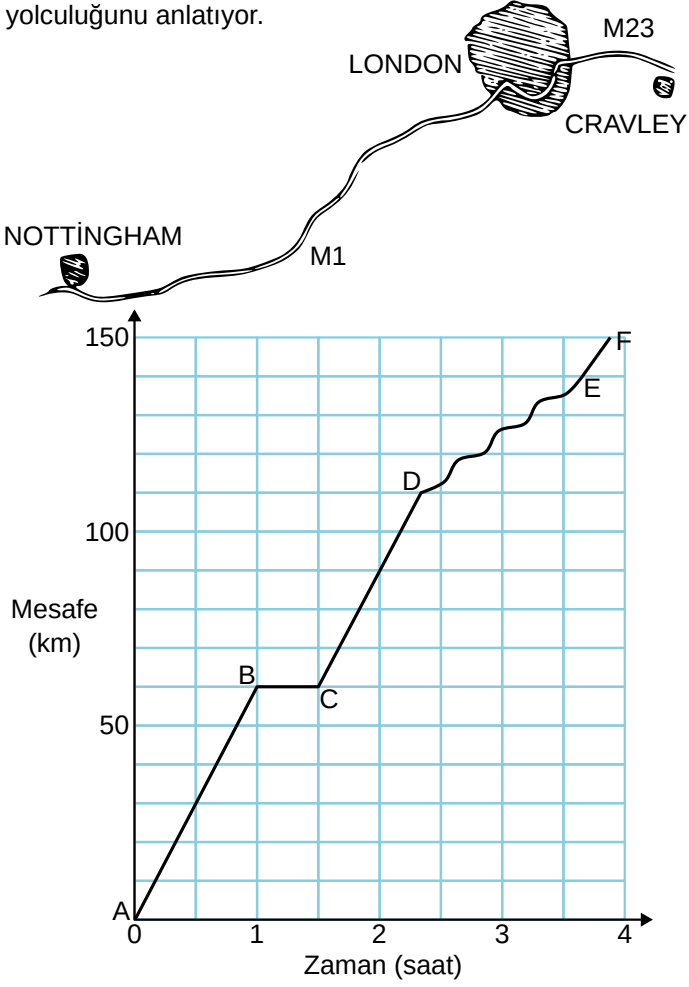 yolculuğunu anlatıyor.
M23
LONDON
CRAVLEY
NOTTİNGHAM
M1
150
F
E
D
100
Mesafe
(km)
B
C
50
A
0 1 2 3 4
Zaman (saat)